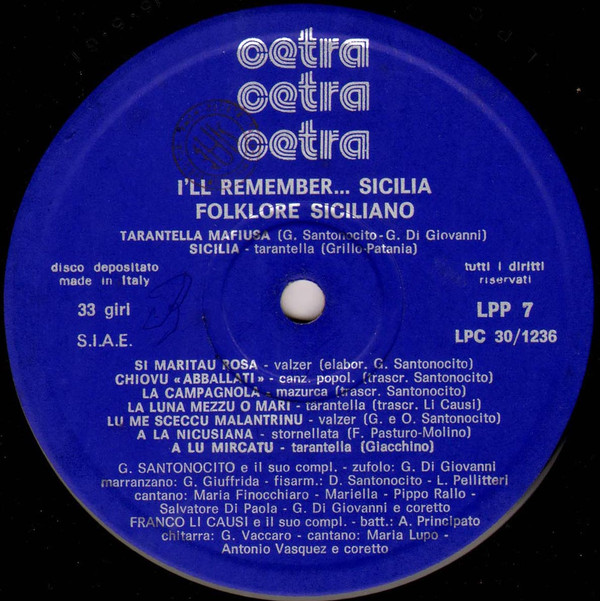 cetra
cetra
cetra
I'LL REMEMBER... SICILIA
FOLKLORE SICILIANO
TARANTELLA MAFIUSA (G. Santonocito - G. Di Giovanni)
SICILIA - tarantella (Grillo-Patania)
disco depositato
made in Italy
tutti i diritti
riservati
33 giri
LPP 7
S.I.A.E.
LPC 30/1236
SI MARITAU ROSA - valzer (elabor. G. Santonocito)
CHIOVU «ABBALLATI» - canz. popol. (trascr. Santonocito)
LA CAMPAGNOLA - mazurca (trascr. Santonocito)
LA LUNA MEZZU O MARI - tarantella (trascr. Li Causi)
LU ME SCECCU MALANTRINU - valzer (G. e O. Santonocito)
A LA NICUSIANA - stornellata (F. Pasturo-Molino)
A LU MIRCATU - tarantella (Giacchino)
G. SANTONOCITO e il suo compl. - zufolo: G. Di Giovanni
marranzano: G. Giuffrida - fisarm.: D. Santonocito - L. Pellitteri
cantano: Maria Finocchiaro - Mariella - Pippo Rallo -
Salvatore Di Paola - G. Di Giovanni e coretto
FRANCO LI CAUSI e il suo compl. - batt.: A. Principato
chitarra: G. Vaccaro - cantano: Maria Lupo -
Antonio Vasquez e coretto